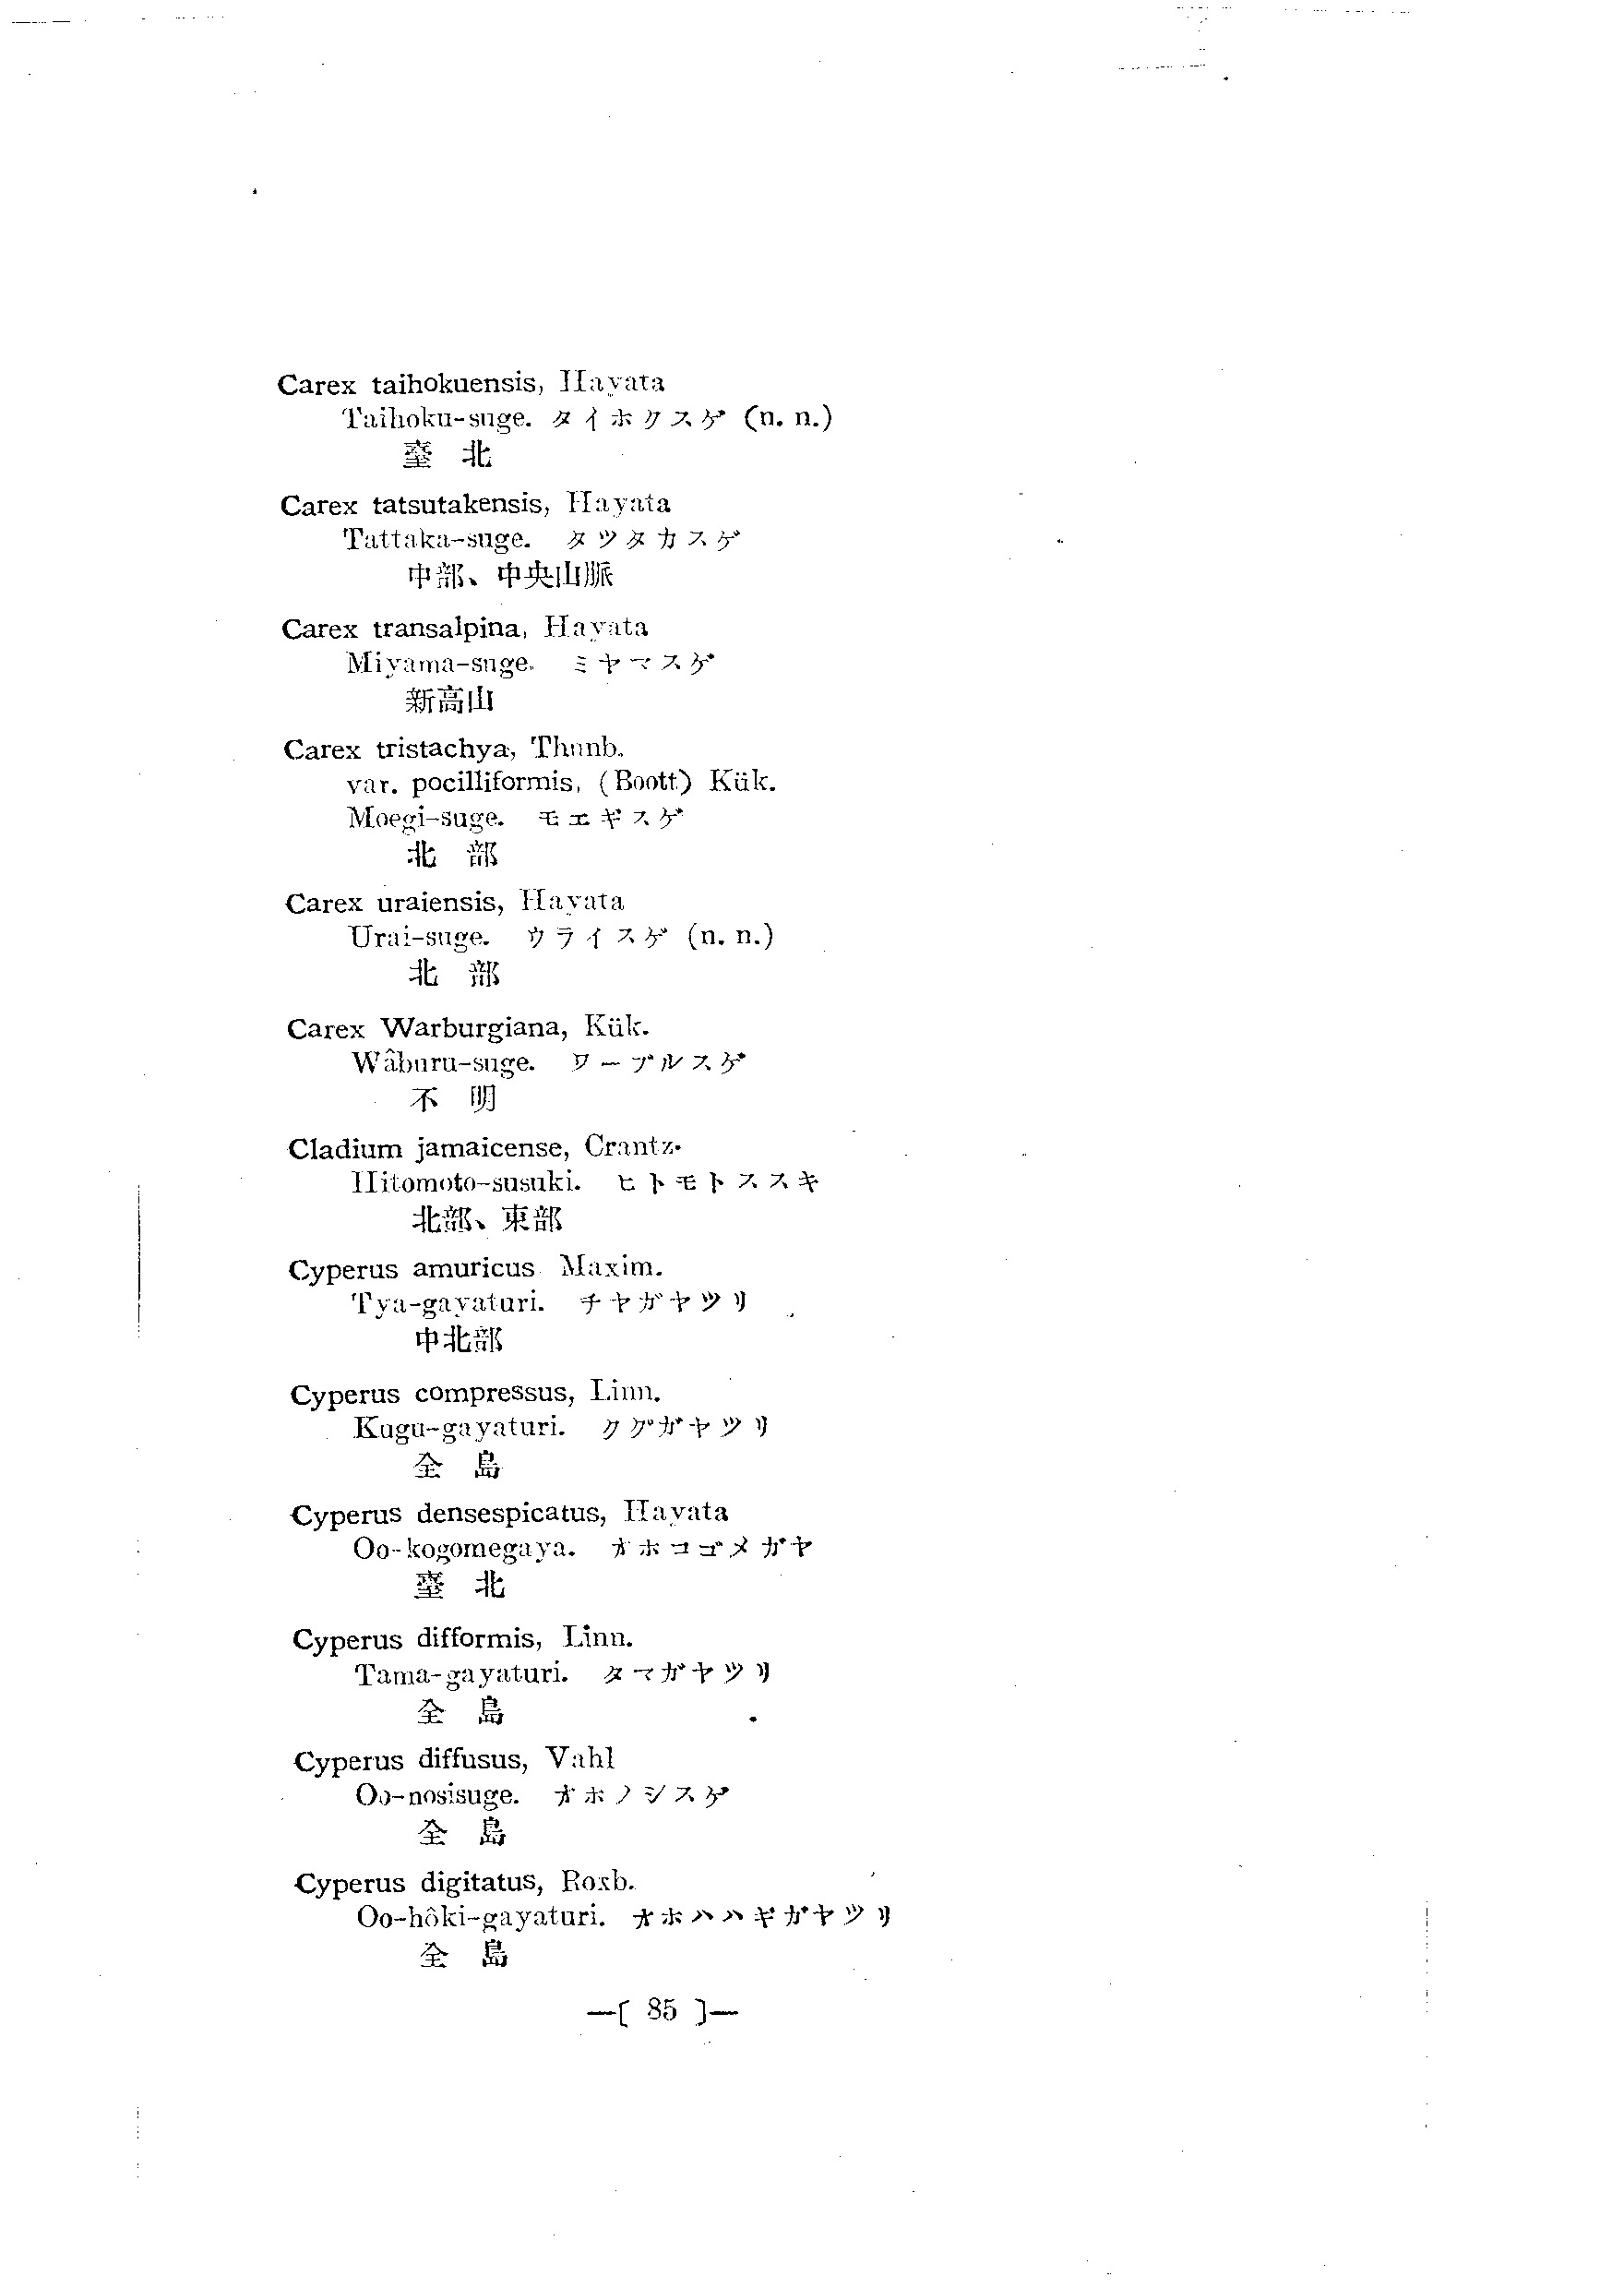 Carex taihokuensis, Hayata
Taihoku-suge. タイホクスゲ (n. n.)
臺 北
Carex tatsutakensis, Hayata
Tattaka-suge. タツタカスゲ
中部、中央山脈
Carex transalpina, Hayata
Miyama-suge. ミヤマスゲ
新高山
Carex tristachya, Thunb.
var. pocilliformis, (Boott) Kük.
Moegi-suge. モエギスゲ
北 部
Carex uraiensis, Hayata
Urai-suge. ウライスゲ (n. n.)
北 部
Carex Warburgiana, Kük.
Wâburu-suge. ワーブルスゲ
不 明
Cladium jamaicense, Crantz.
Hitomoto-susuki. ヒトモトススキ
北部、東部
Cyperus amuricus Maxim.
Tya-gayaturi. チヤガヤツリ
中北部
Cyperus compressus, Linn.
Kugu-gayaturi. クグガヤツリ
全 島
Cyperus densespicatus, Hayata
Oo-kogomegaya. オホコゴメガヤ
臺 北
Cyperus difformis, Linn.
Tama-gayaturi. タマガヤツリ
全 島
Cyperus diffusus, Vahl
Oo-nosisuge. オホノジスゲ
全 島
Cyperus digitatus, Roxb.
Oo-hôki-gayaturi. オホハハキガヤツリ
全 島
—[ 85 ]—